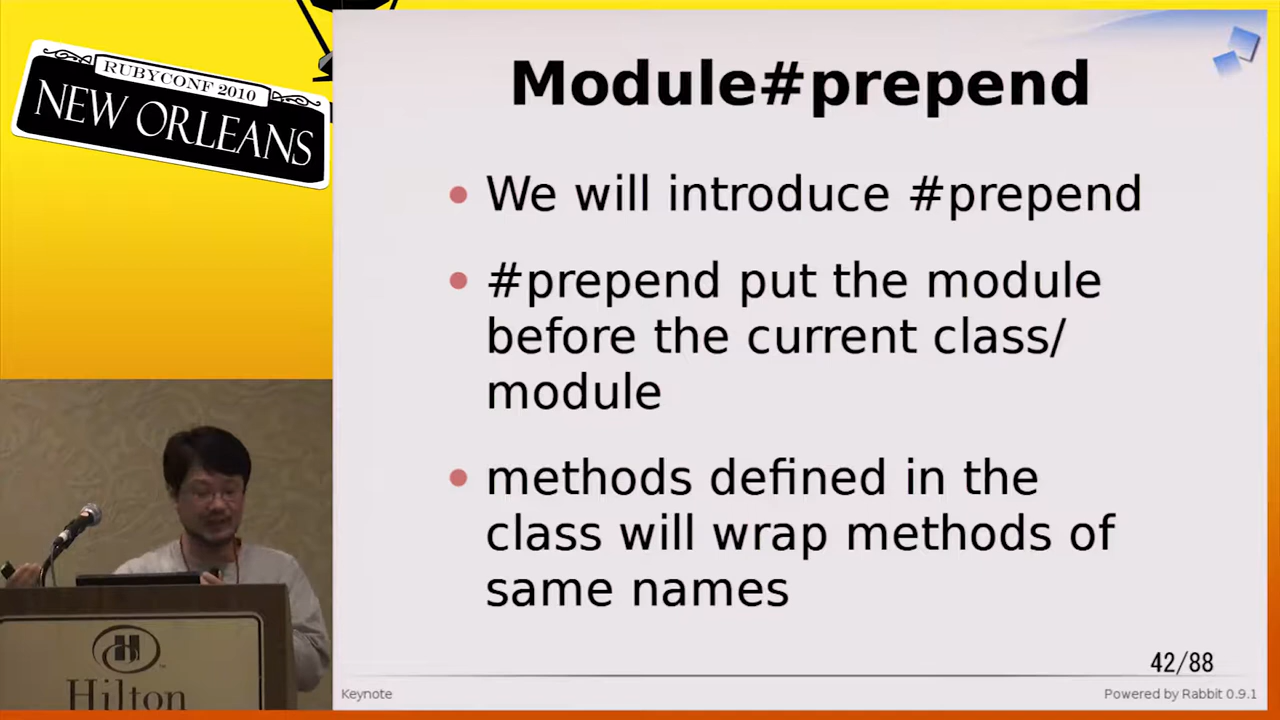 RUBYCONF 2010
NEW ORLEANS
Module#prepend
We will introduce #prepend
#prepend put the module
before the current class/
module
methods defined in the
class will wrap methods of
same names
42/88
Keynote
Powered by Rabbit 0.9.1
H
Hilton